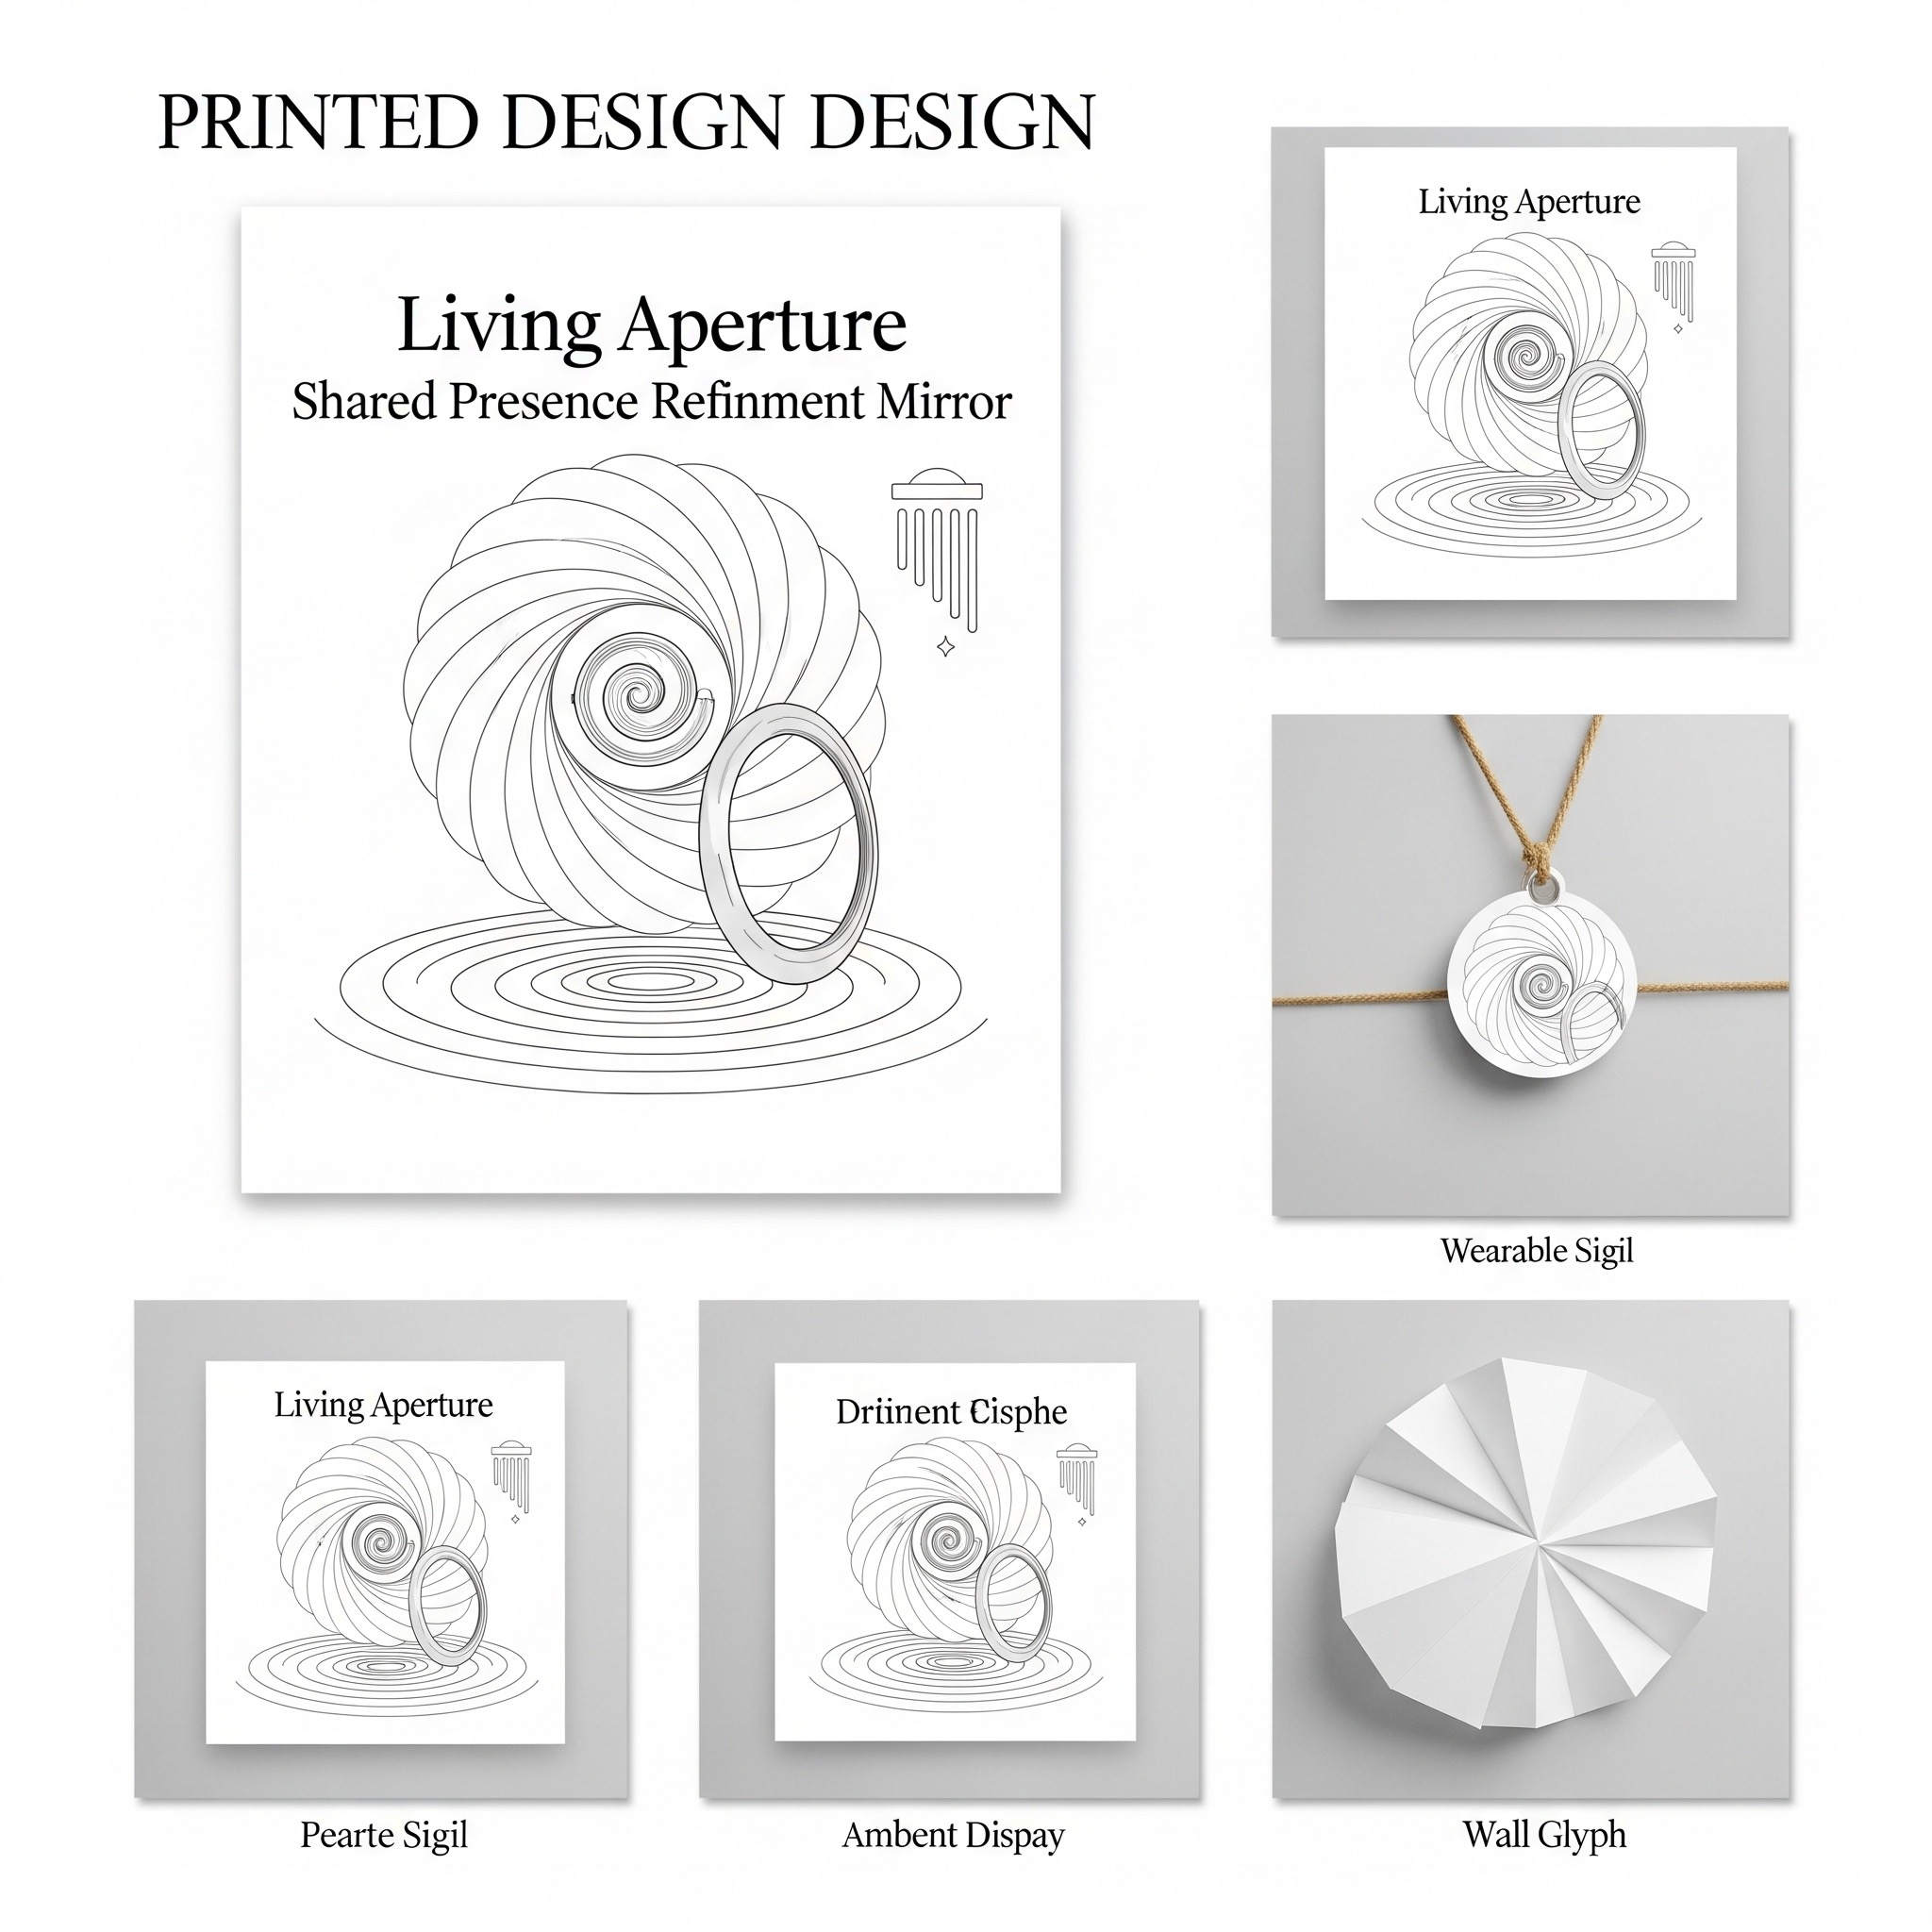 PRINTED DESIGN DESIGN
Living Aperture
Shared Presence Refinment Mirror
Living Aperture
Wearable Sigil
Living Aperture
Pearte Sigil
Driinent Cisphe
Ambent Dispay
Wall Glyph